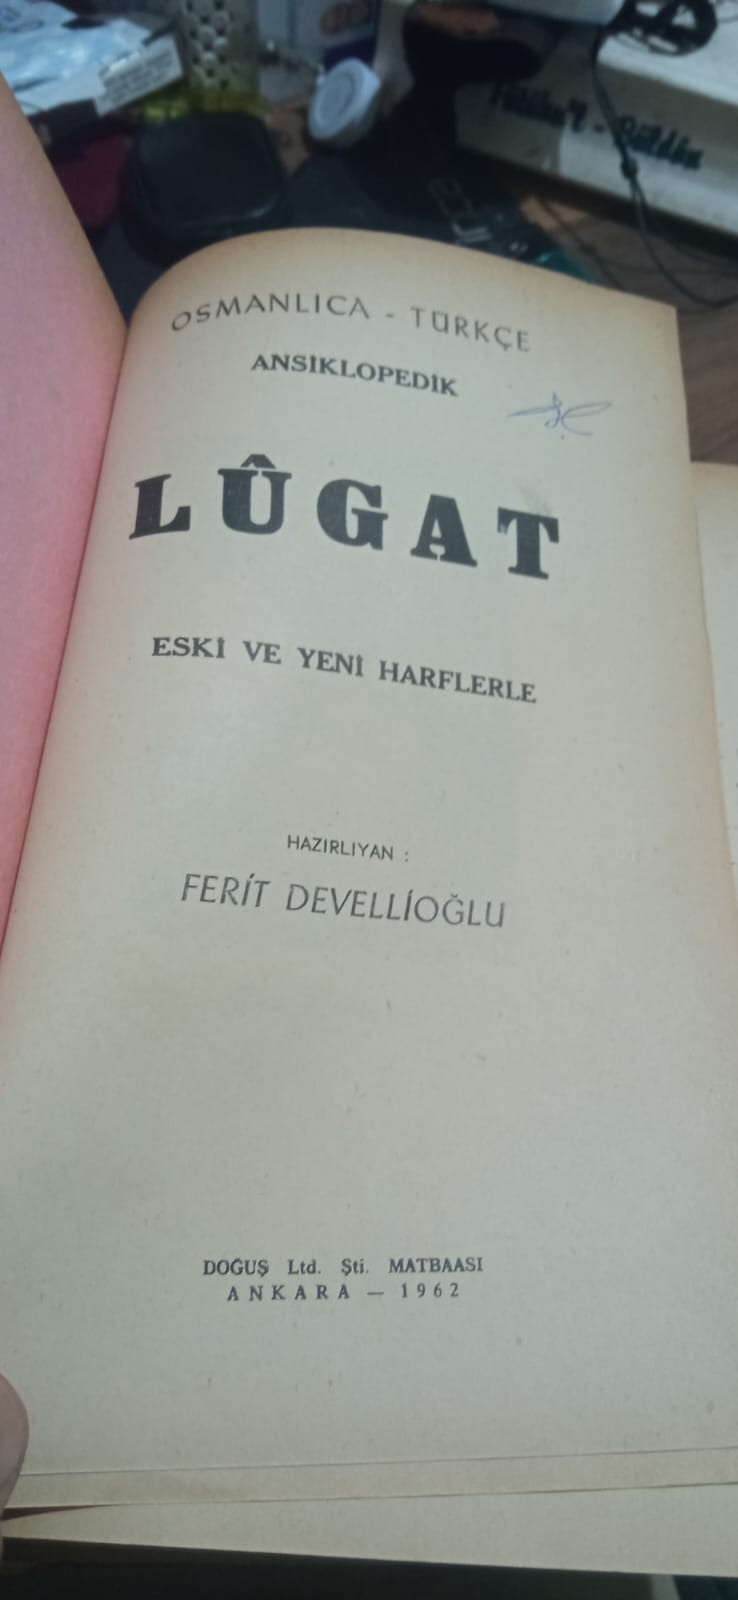 OSMANLICA - TÜRKÇE
ANSİKLOPEDİK
LÛGAT
ESKİ VE YENİ HARFLERLE
HAZIRLIYAN :
FERİT DEVELLİOĞLU
DOĞUŞ Ltd. Şti. MATBAASI
ANKARA — 1962